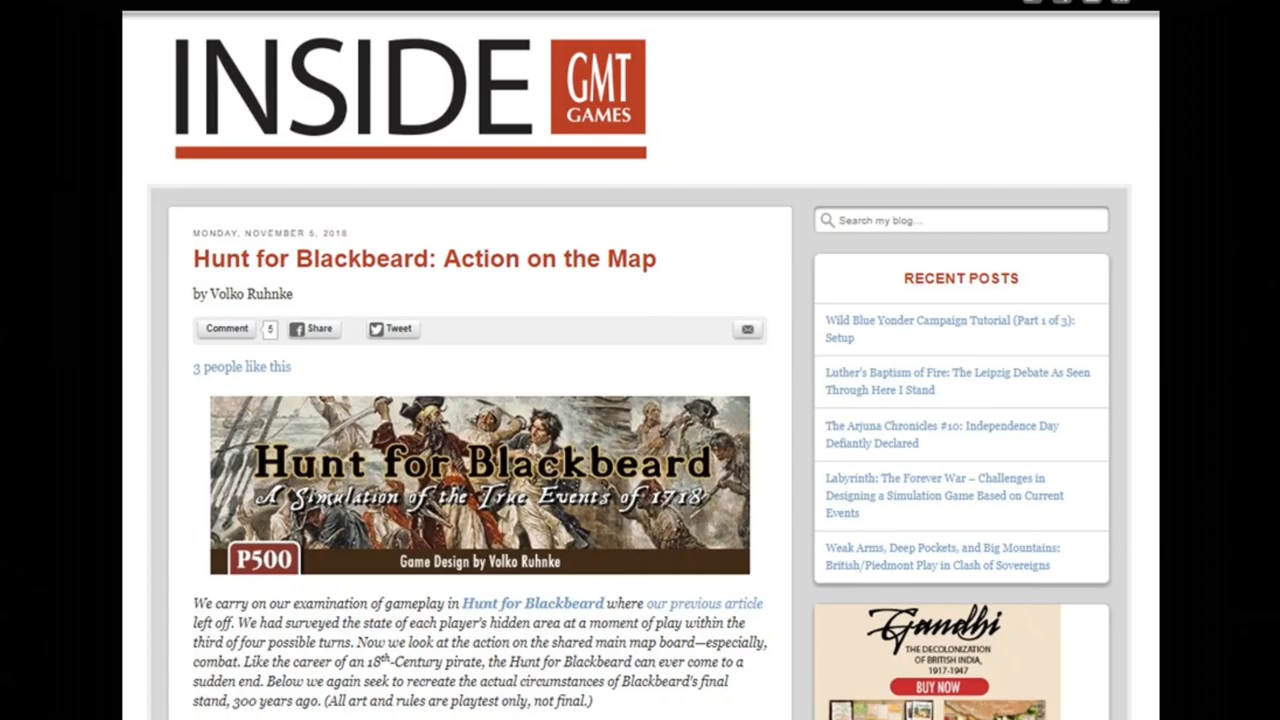 INSIDE GMT
GAMES
MONDAY, NOVEMBER 5, 2018
Hunt for Blackbeard: Action on the Map
by Volko Ruhnke
Comment 5 Share Tweet
3 people like this
Hunt for Blackbeard
A Simulation of the True Events of 1718
P500
Game Design by Volko Ruhnke
We carry on our examination of gameplay in Hunt for Blackbeard where our previous article
left off. We had surveyed the state of each player's hidden area at a moment of play within the
third of four possible turns. Now we look at the action on the shared main map board—especially,
combat. Like the career of an 18th-Century pirate, the Hunt for Blackbeard can ever come to a
sudden end. Below we again seek to recreate the actual circumstances of Blackbeard's final
stand, 300 years ago. (All art and rules are playtest only, not final.)
Search my blog...
RECENT POSTS
Wild Blue Yonder Campaign Tutorial (Part 1 of 3):
Setup
Luther's Baptism of Fire: The Leipzig Debate As Seen
Through Here I Stand
The Arjuna Chronicles #10: Independence Day
Defiantly Declared
Labyrinth: The Forever War – Challenges in
Designing a Simulation Game Based on Current
Events
Weak Arms, Deep Pockets, and Big Mountains:
British/Piedmont Play in Clash of Sovereigns
Gandhi
THE DECOLONIZATION
OF BRITISH INDIA,
1917-1947
BUY NOW